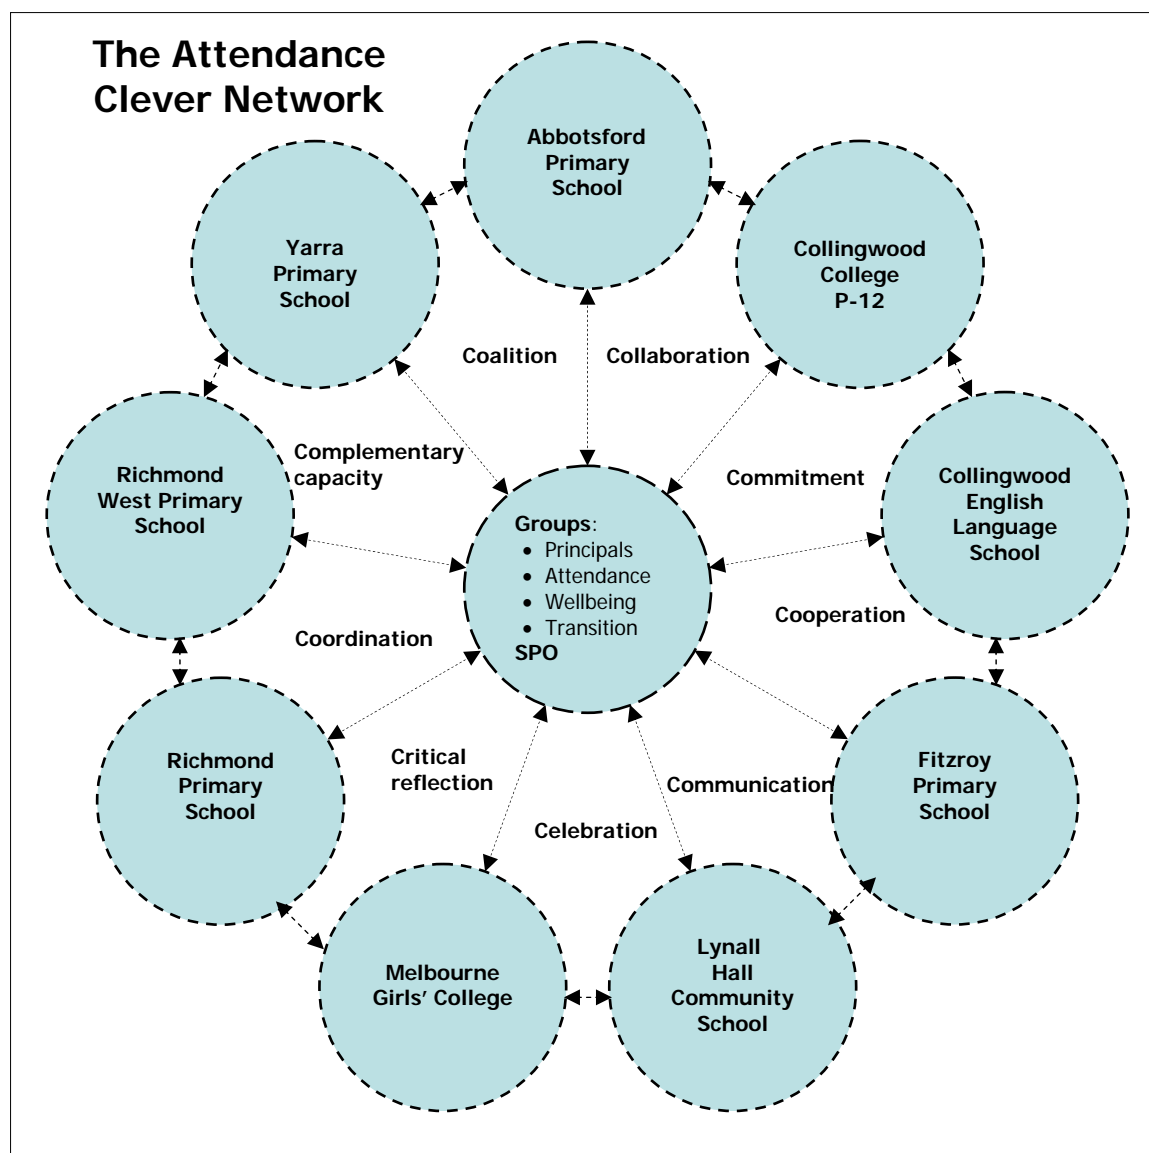 The Attendance
Clever Network
Abbotsford
Primary
School
Yarra
Primary
School
Collingwood
College
P-12
Coalition
Collaboration
Richmond
West Primary
School
Complementary
capacity
Commitment
Collingwood
English
Language
School
Groups:
• Principals
• Attendance
• Wellbeing
• Transition
SPO
Coordination
Cooperation
Richmond
Primary
School
Critical
reflection
Communication
Fitzroy
Primary
School
Celebration
Melbourne
Girls’ College
Lynall
Hall
Community
School